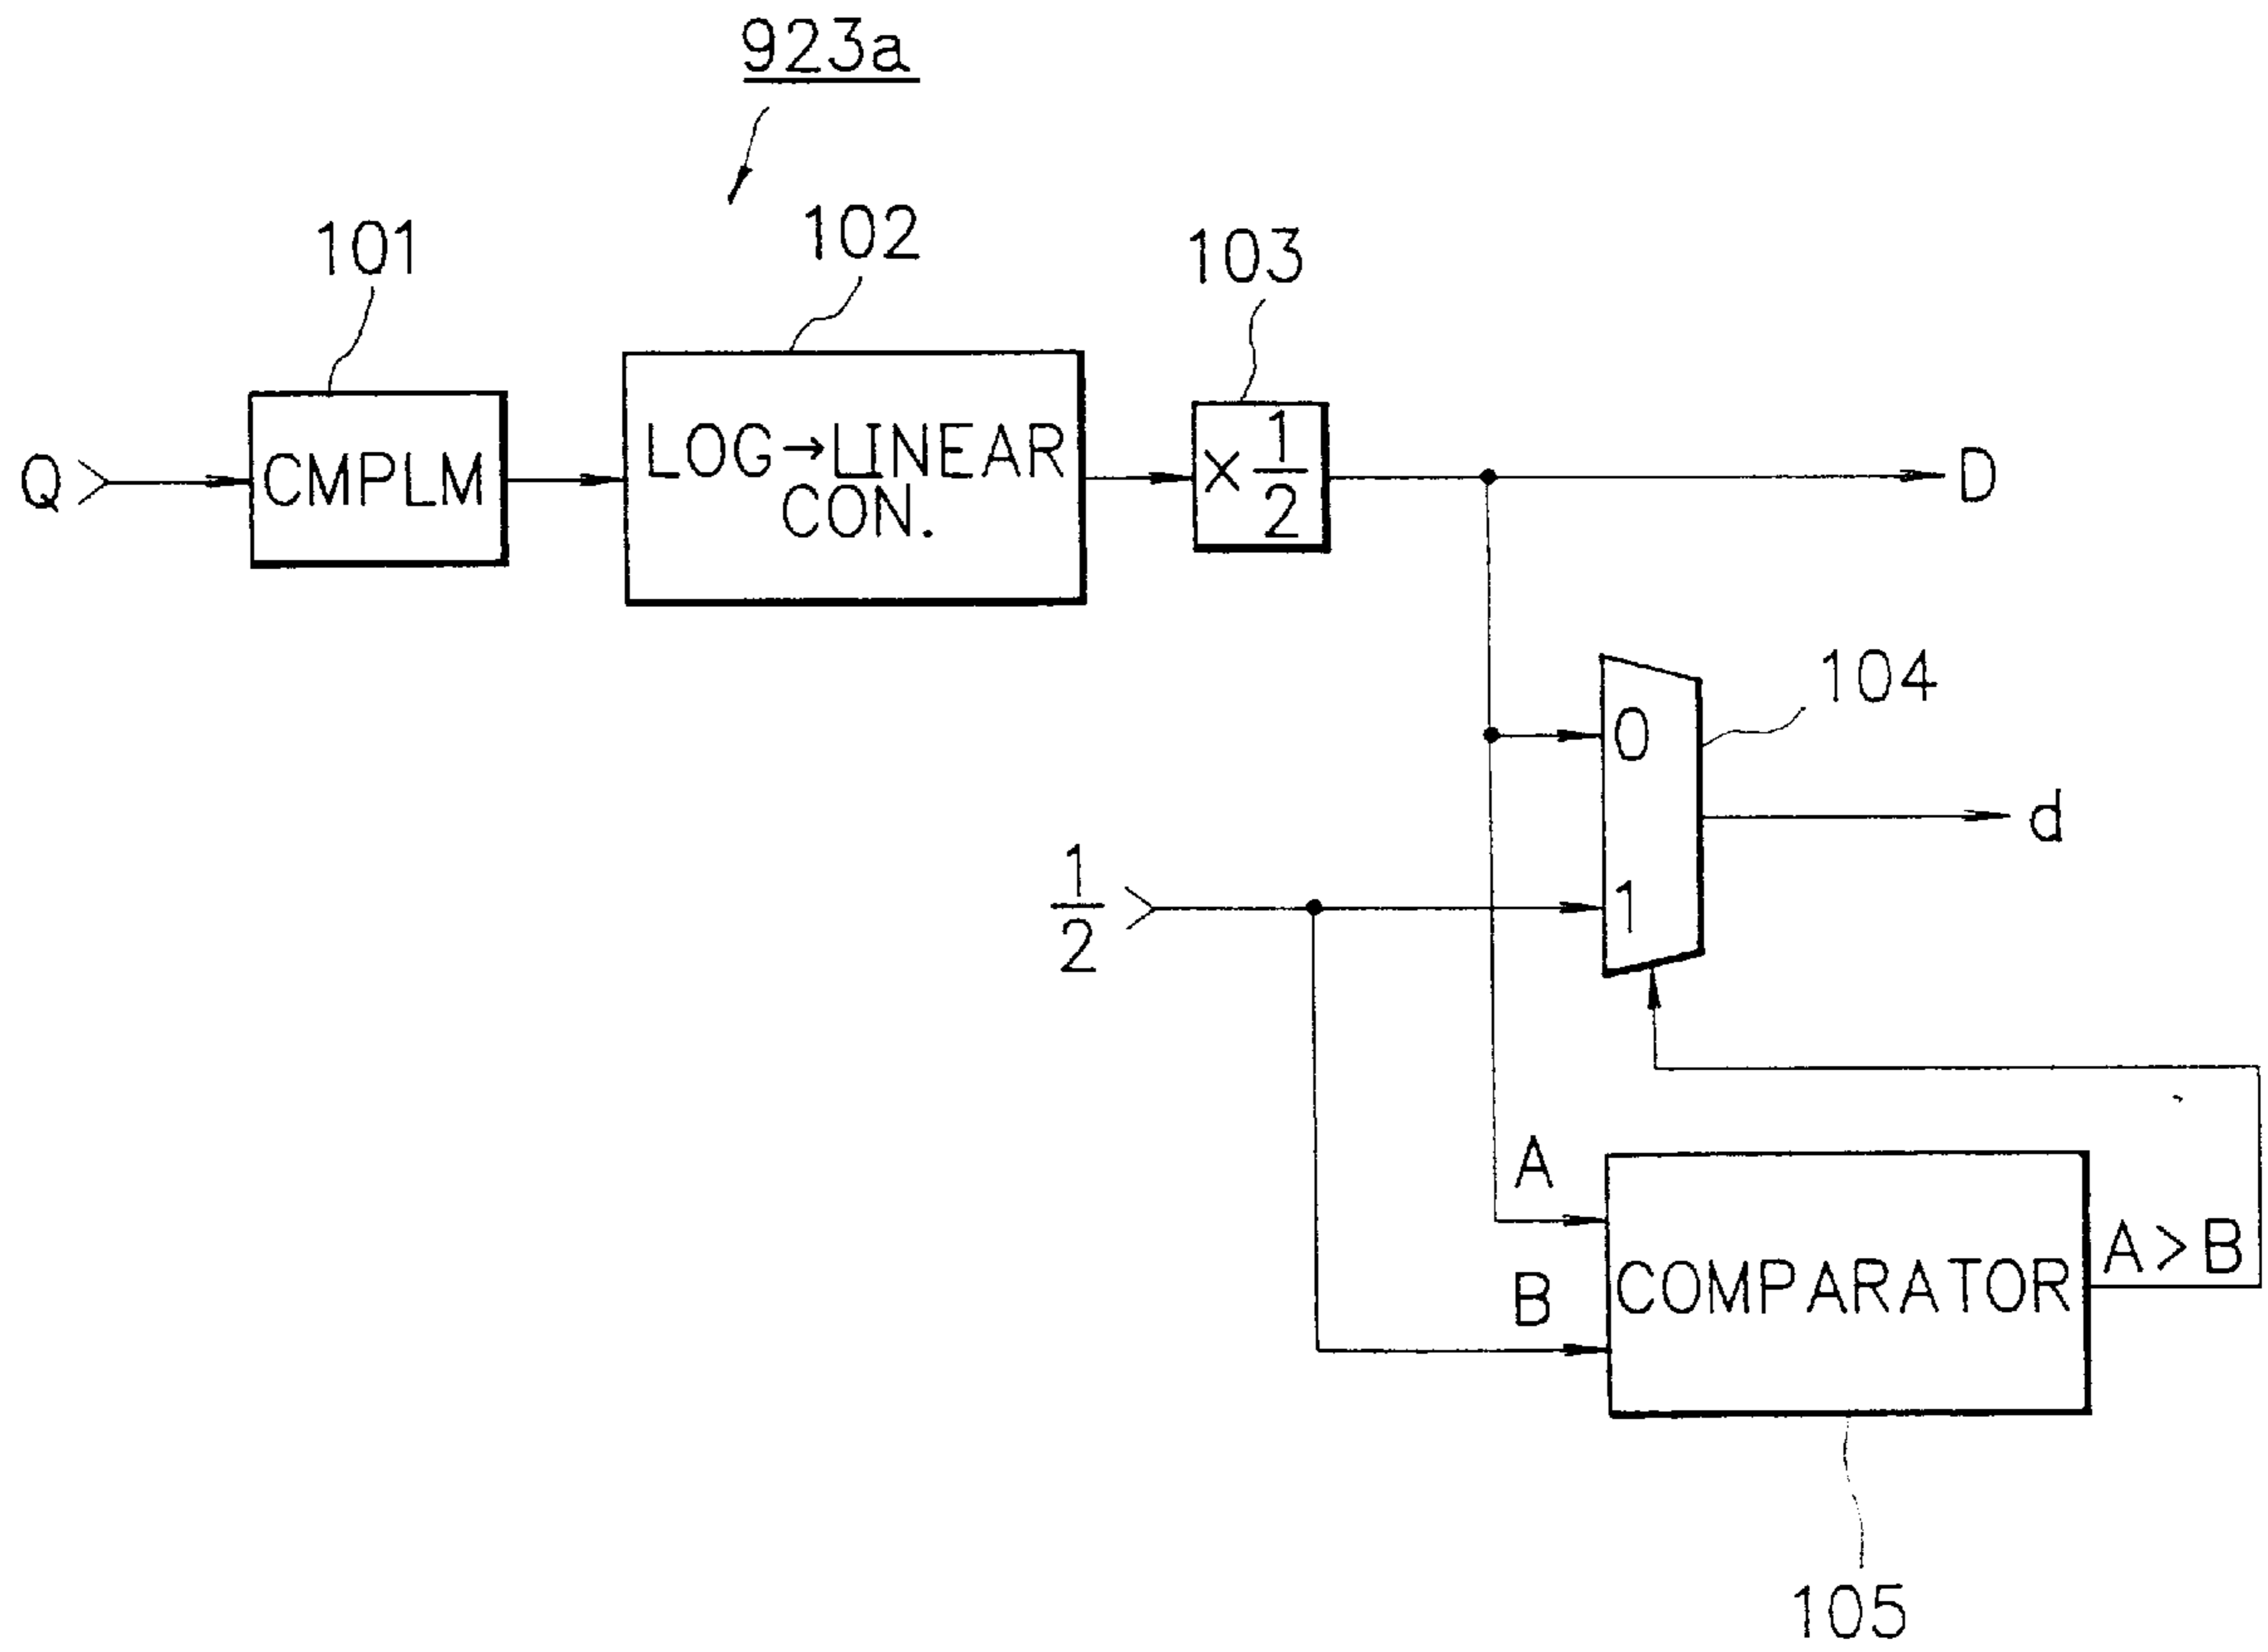 923a
101
102
103
Q
CMPLM
LOG→LINEAR
CON.
× 1/2
D
104
0
d
1/2
1
A
B
COMPARATOR
A>B
105